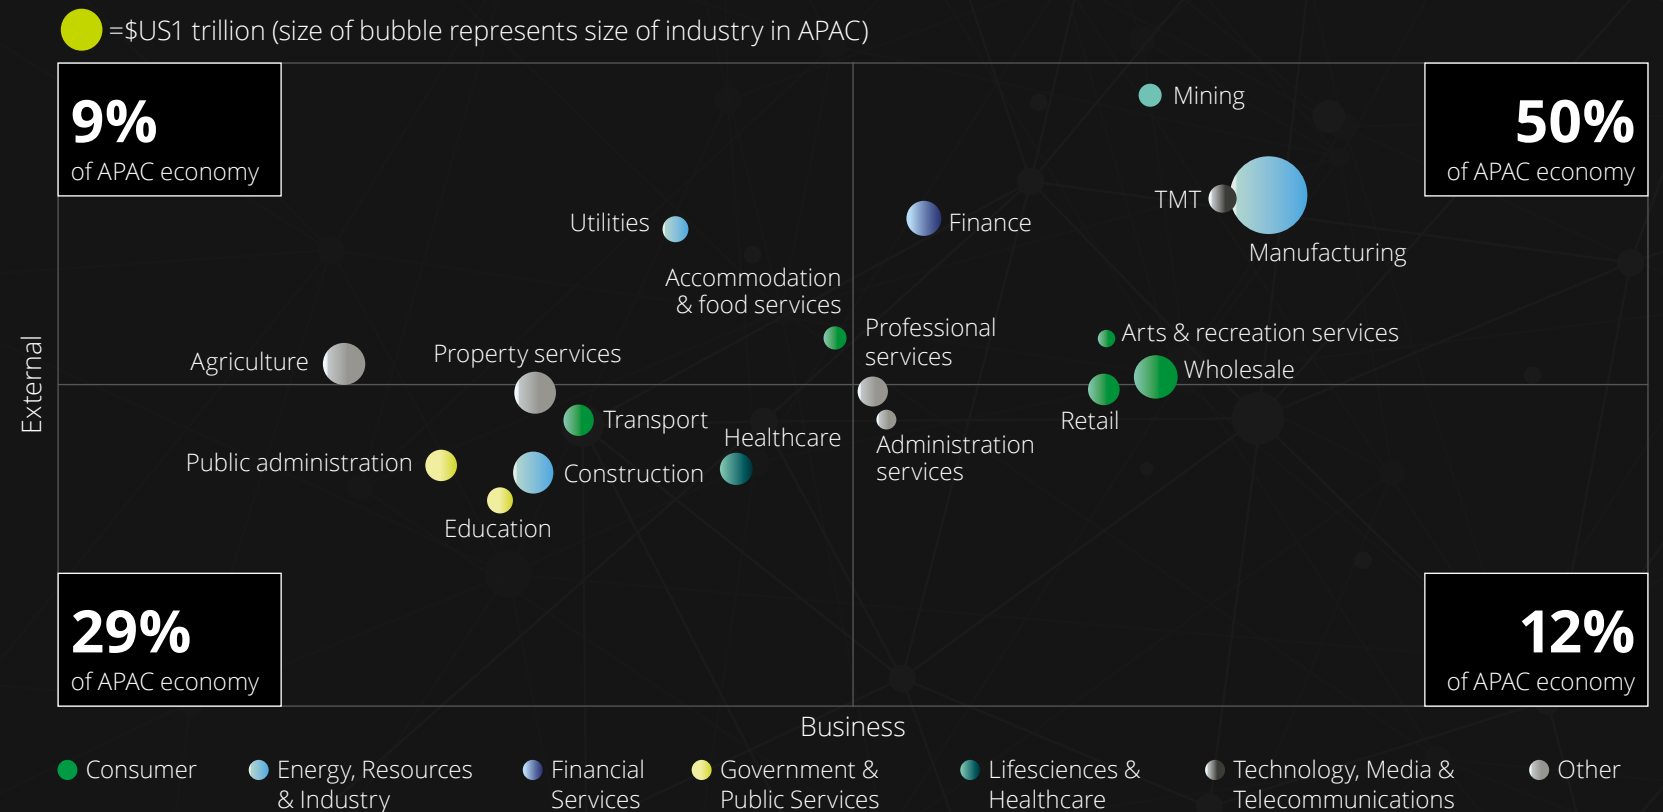 =$US1 trillion (size of bubble represents size of industry in APAC)
9%
of APAC economy
50%
of APAC economy
Mining
TMT
Manufacturing
Utilities
Finance
Accommodation
& food services
Professional
services
Arts & recreation services
Agriculture
Property services
Wholesale
External
Transport
Retail
Healthcare
Administration
services
Public administration
Construction
Education
29%
of APAC economy
12%
of APAC economy
Business
Consumer
Energy, Resources
& Industry
Financial
Services
Government &
Public Services
Lifesciences &
Healthcare
Technology, Media &
Telecommunications
Other